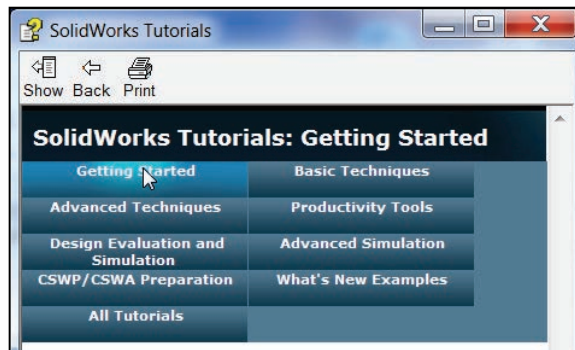 SolidWorks Tutorials
Show Back Print
SolidWorks Tutorials: Getting Started
Getting Started
Basic Techniques
Advanced Techniques
Productivity Tools
Design Evaluation and
Simulation
Advanced Simulation
CSWP/CSWA Preparation
What's New Examples
All Tutorials